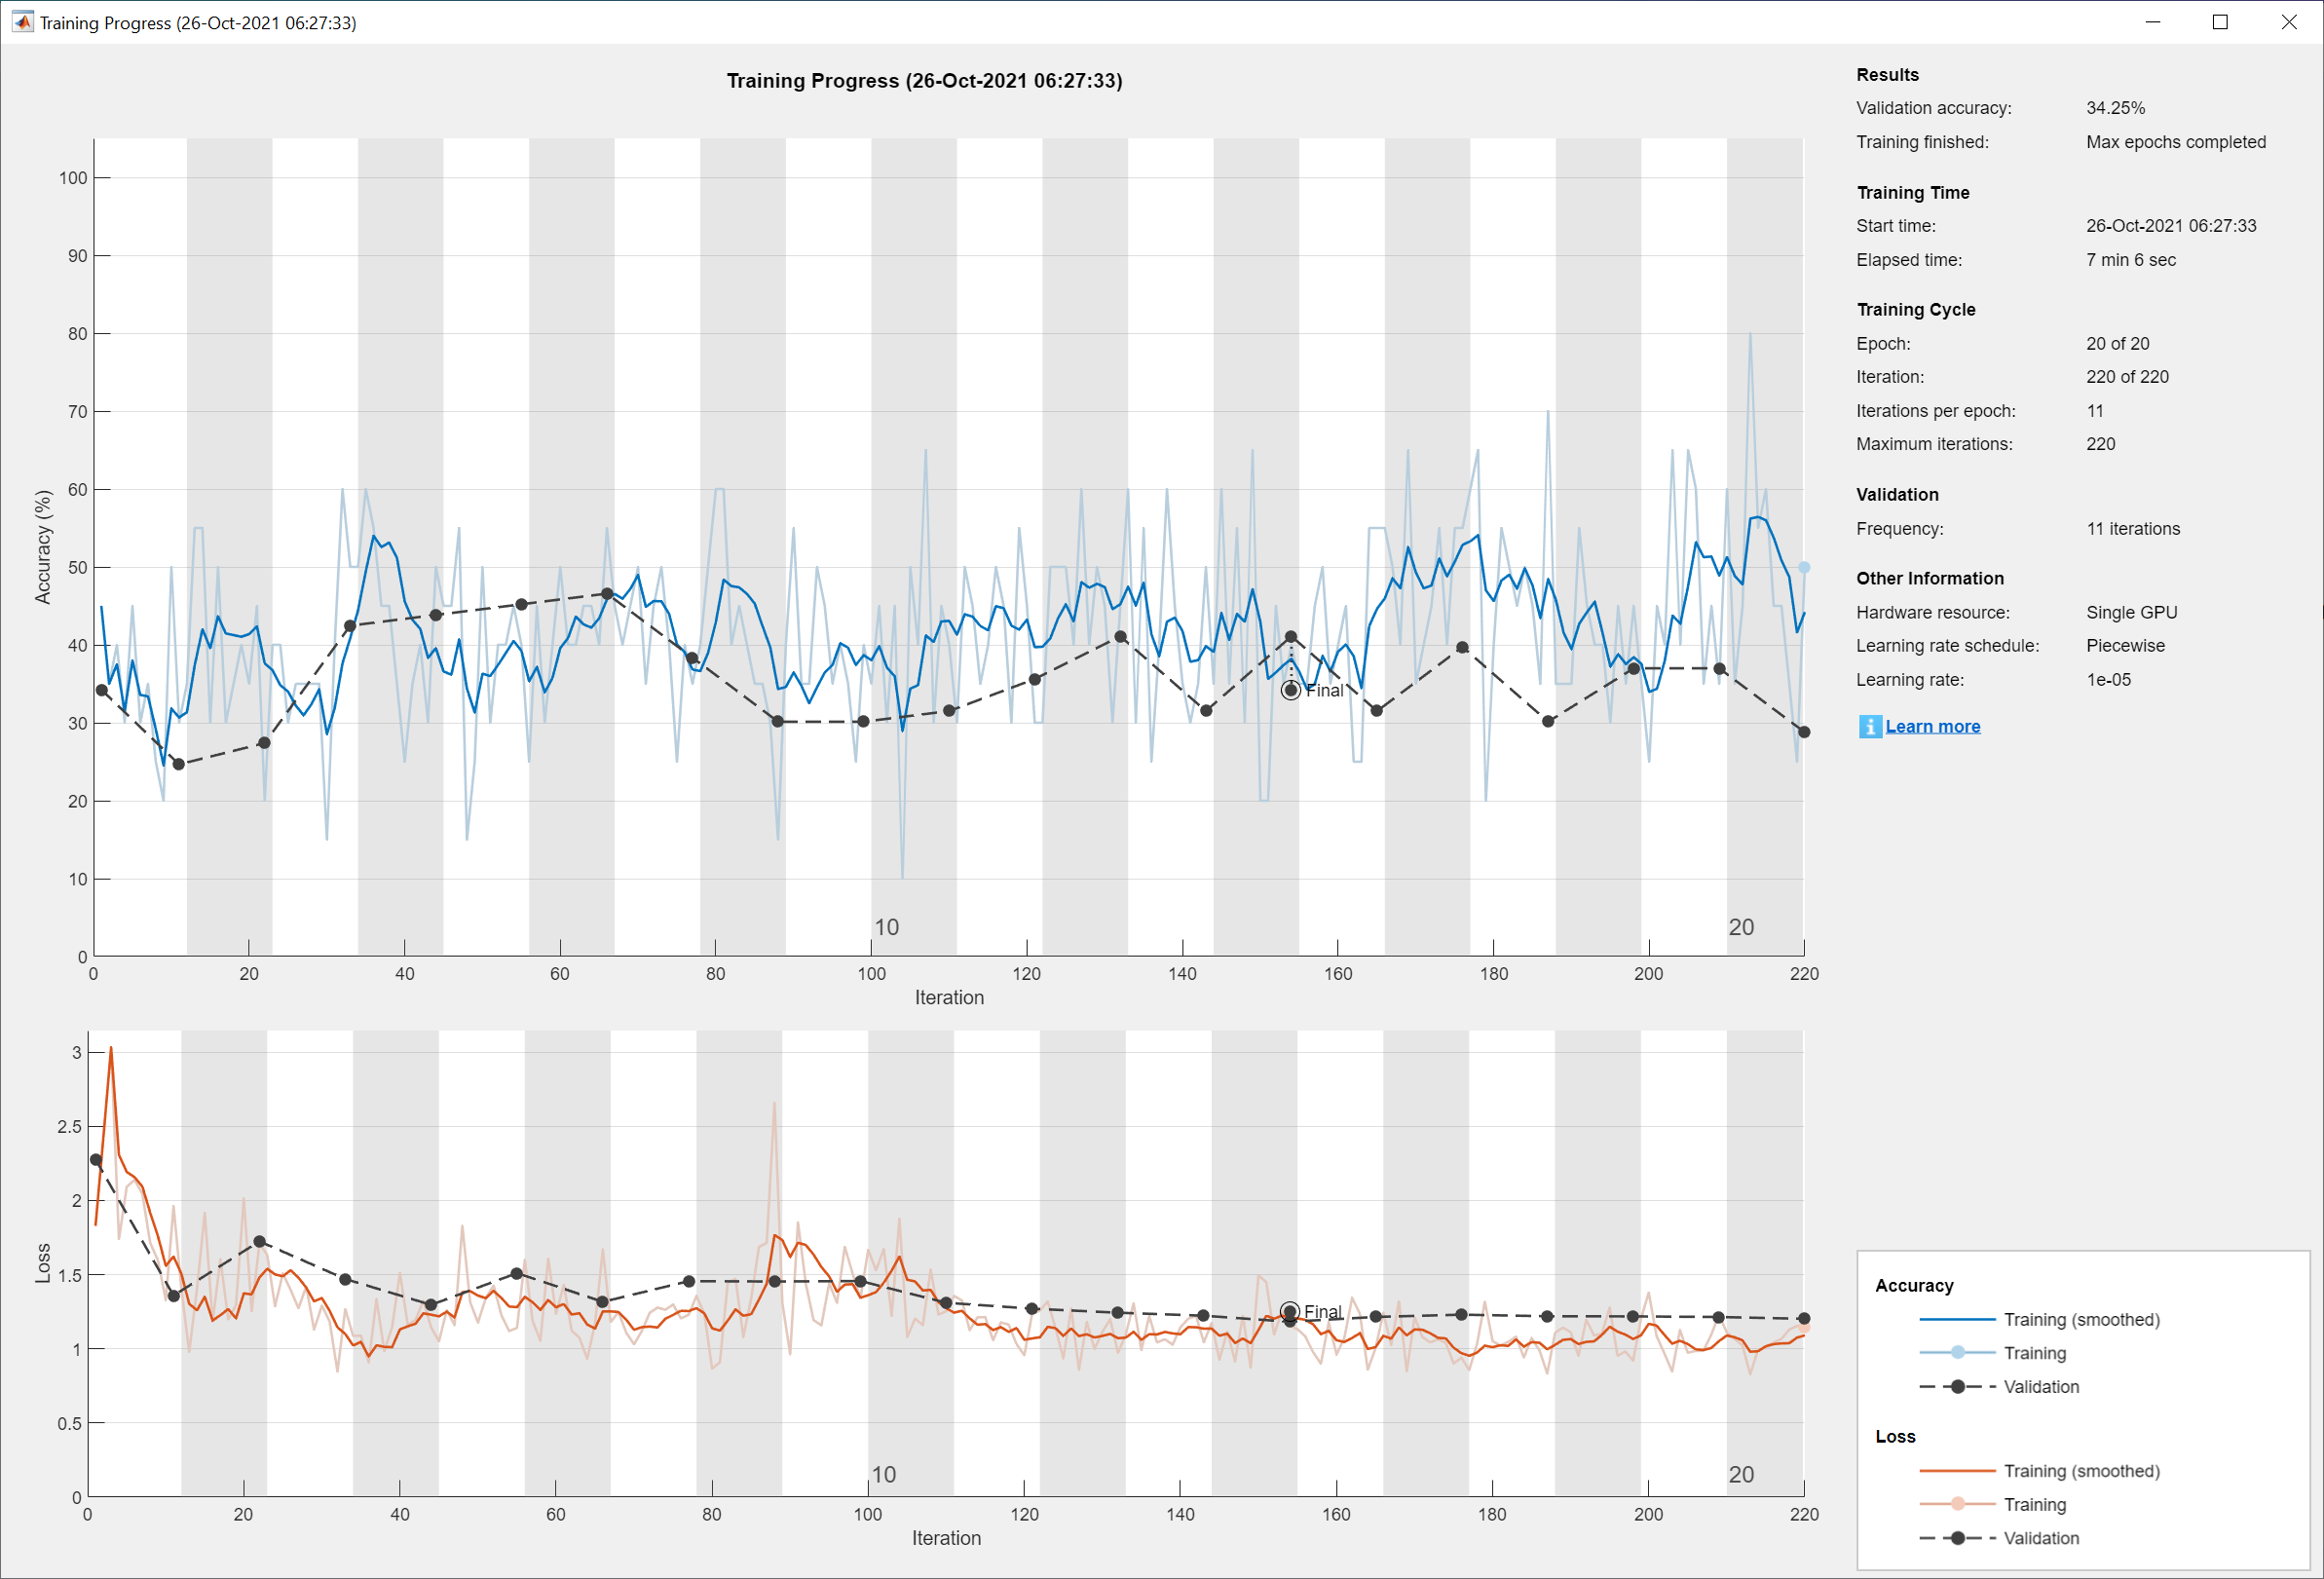 Training Progress (26-Oct-2021 06:27:33)
Training Progress (26-Oct-2021 06:27:33)
Accuracy (%)
100
90
80
70
60
50
40
30
20
10
0
Final
10 20
0 20 40 60 80 100 120 140 160 180 200 220
Iteration
Loss
3
2.5
2
1.5
1
0.5
0
Final
10 20
0 20 40 60 80 100 120 140 160 180 200 220
Iteration
Results
Validation accuracy: 34.25%
Training finished: Max epochs completed
Training Time
Start time: 26-Oct-2021 06:27:33
Elapsed time: 7 min 6 sec
Training Cycle
Epoch: 20 of 20
Iteration: 220 of 220
Iterations per epoch: 11
Maximum iterations: 220
Validation
Frequency: 11 iterations
Other Information
Hardware resource: Single GPU
Learning rate schedule: Piecewise
Learning rate: 1e-05
i Learn more
Accuracy
Training (smoothed)
Training
Validation
Loss
Training (smoothed)
Training
Validation